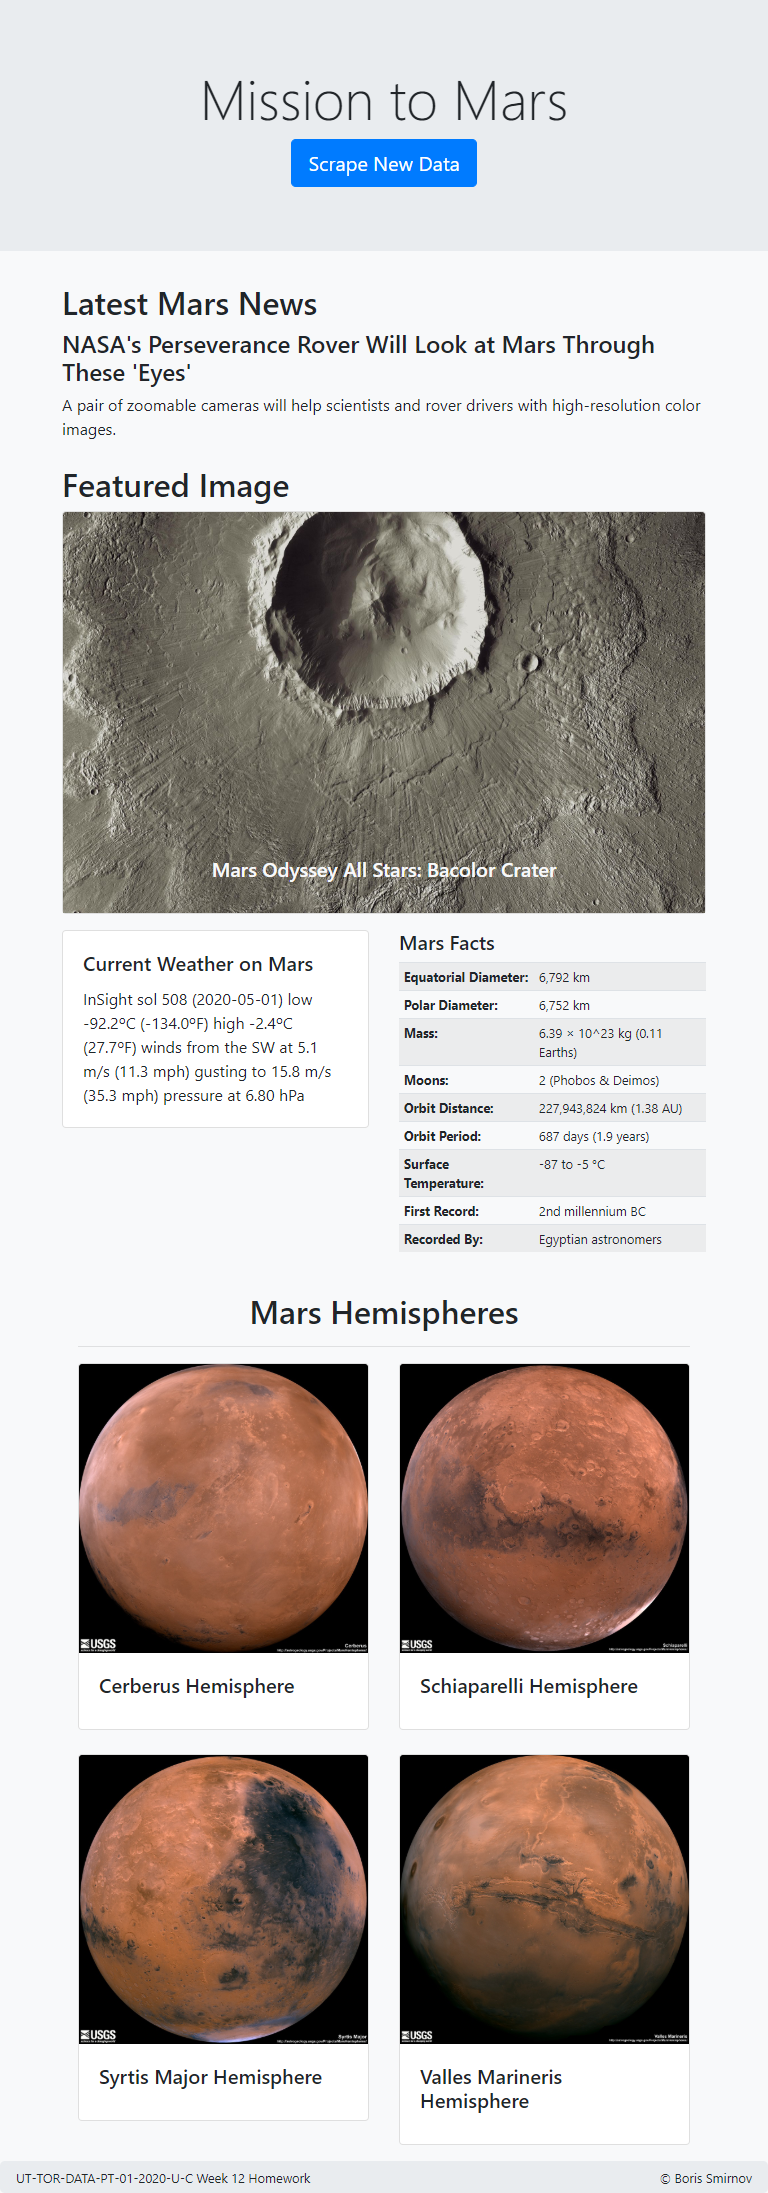 Mission to Mars
Scrape New Data
Latest Mars News
NASA's Perseverance Rover Will Look at Mars Through
These 'Eyes'
A pair of zoomable cameras will help scientists and rover drivers with high-resolution color
images.
Featured Image
Mars Odyssey All Stars: Bacolor Crater
Current Weather on Mars
InSight sol 508 (2020-05-01) low
-92.2ºC (-134.0ºF) high -2.4ºC
(27.7ºF) winds from the SW at 5.1
m/s (11.3 mph) gusting to 15.8 m/s
(35.3 mph) pressure at 6.80 hPa
Mars Facts
Equatorial Diameter: 6,792 km
Polar Diameter: 6,752 km
Mass: 6.39 × 10^23 kg (0.11
Earths)
Moons: 2 (Phobos & Deimos)
Orbit Distance: 227,943,824 km (1.38 AU)
Orbit Period: 687 days (1.9 years)
Surface -87 to -5 °C
Temperature:
First Record: 2nd millennium BC
Recorded By: Egyptian astronomers
Mars Hemispheres
USGS
Cerberus
Cerberus Hemisphere
USGS
Schiaparelli
Schiaparelli Hemisphere
USGS
Syrtis Major
Syrtis Major Hemisphere
USGS
Valles Marineris
Valles Marineris
Hemisphere
UT-TOR-DATA-PT-01-2020-U-C Week 12 Homework
© Boris Smirnov